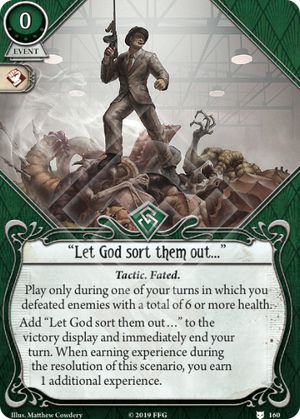 0
EVENT
"Let God sort them out..."
Tactic. Fated.
Play only during one of your turns in which you
defeated enemies with a total of 6 or more health.
Add "Let God sort them out…" to the
victory display and immediately end your
turn. When earning experience during
the resolution of this scenario, you earn
1 additional experience.
Illus. Matthew Cowdery
© 2019 FFG
160